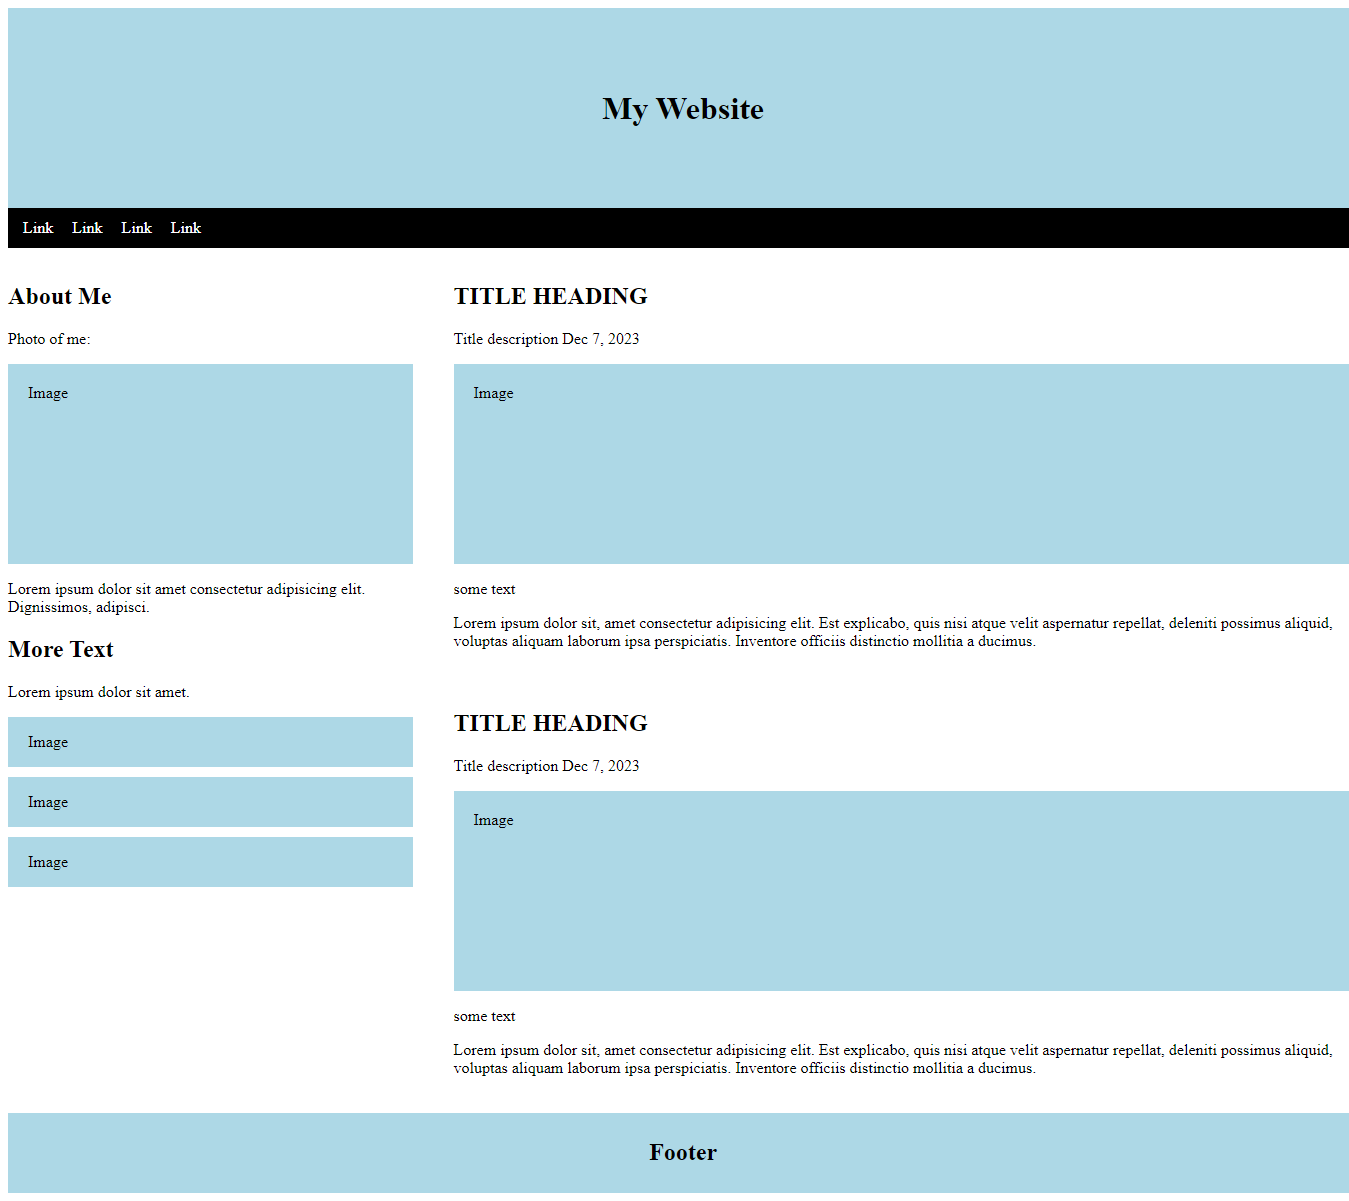 My Website
Link Link Link Link
About Me
Photo of me:
Image
Lorem ipsum dolor sit amet consectetur adipisicing elit.
Dignissimos, adipisci.
More Text
Lorem ipsum dolor sit amet.
Image
Image
Image
TITLE HEADING
Title description Dec 7, 2023
Image
some text
Lorem ipsum dolor sit, amet consectetur adipisicing elit. Est explicabo, quis nisi atque velit aspernatur repellat, deleniti possimus aliquid,
voluptas aliquam laborum ipsa perspiciatis. Inventore officiis distinctio mollitia a ducimus.
TITLE HEADING
Title description Dec 7, 2023
Image
some text
Lorem ipsum dolor sit, amet consectetur adipisicing elit. Est explicabo, quis nisi atque velit aspernatur repellat, deleniti possimus aliquid,
voluptas aliquam laborum ipsa perspiciatis. Inventore officiis distinctio mollitia a ducimus.
Footer